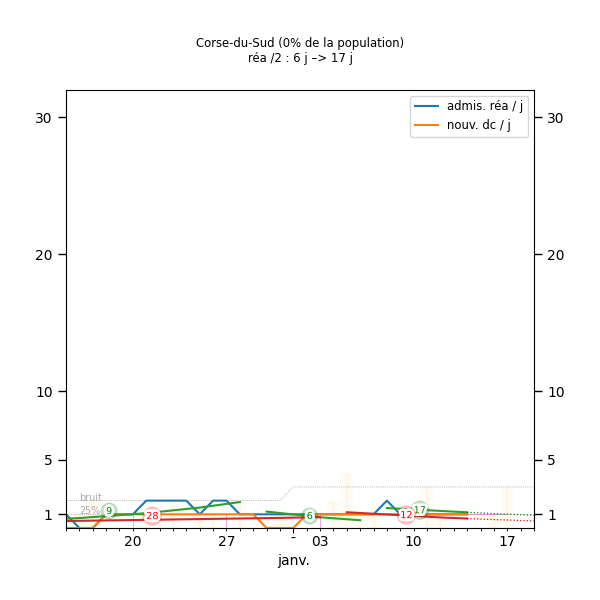 Corse-du-Sud (0% de la population)
réa /2 : 6 j –> 17 j
admis. réa / j
nouv. dc / j
30 30
20 20
10 10
5 5
bruit
25%
9 28 6 12 17
1 1
20 27 - 03 10 17
janv.